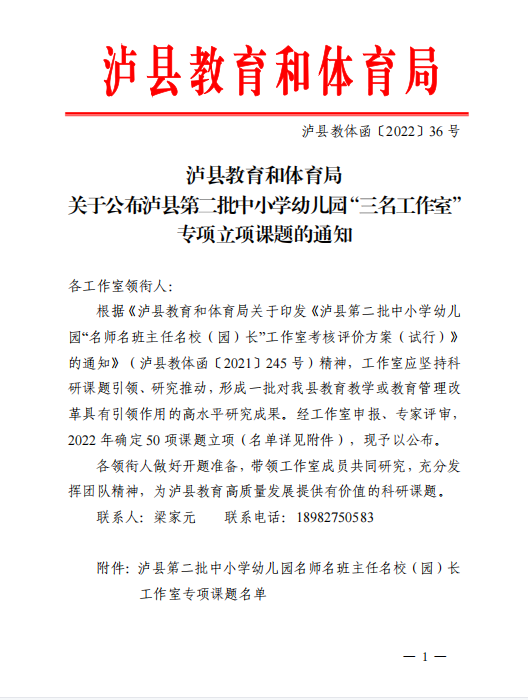 泸县教育和体育局
泸县教体函〔2022〕36 号
泸县教育和体育局
关于公布泸县第二批中小学幼儿园“三名工作室”
专项立项课题的通知
各工作室领衔人：
根据《泸县教育和体育局关于印发《泸县第二批中小学幼儿
园“名师名班主任名校（园）长”工作室考核评价方案（试行）》
的通知》（泸县教体函〔2021〕245 号）精神，工作室应坚持科
研课题引领、研究推动，形成一批对我县教育教学或教育管理改
革具有引领作用的高水平研究成果。经工作室申报、专家评审，
2022 年确定 50 项课题立项（名单详见附件），现予以公布。
各领衔人做好开题准备，带领工作室成员共同研究，充分发
挥团队精神，为泸县教育高质量发展提供有价值的科研课题。
联系人：梁家元 联系电话：18982750583
附件：泸县第二批中小学幼儿园名师名班主任名校（园）长
工作室专项课题名单
— 1 —